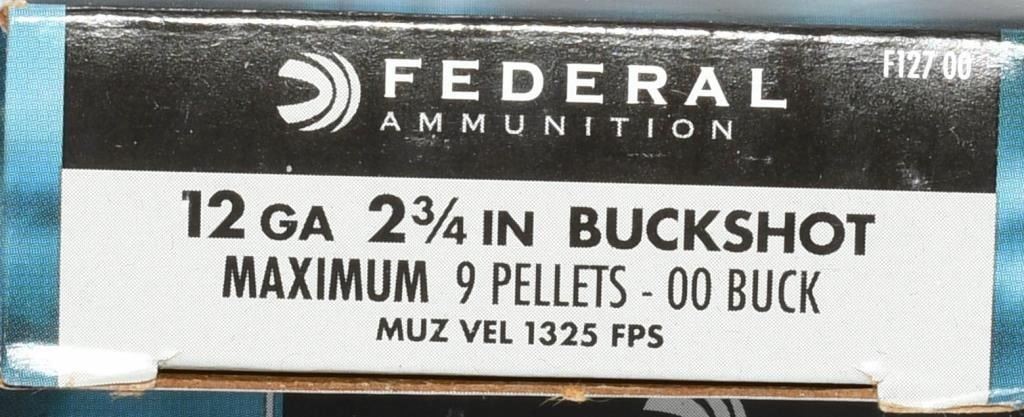 F127 00
FEDERAL
AMMUNITION
12 GA 2¾ IN BUCKSHOT
MAXIMUM 9 PELLETS - 00 BUCK
MUZ VEL 1325 FPS